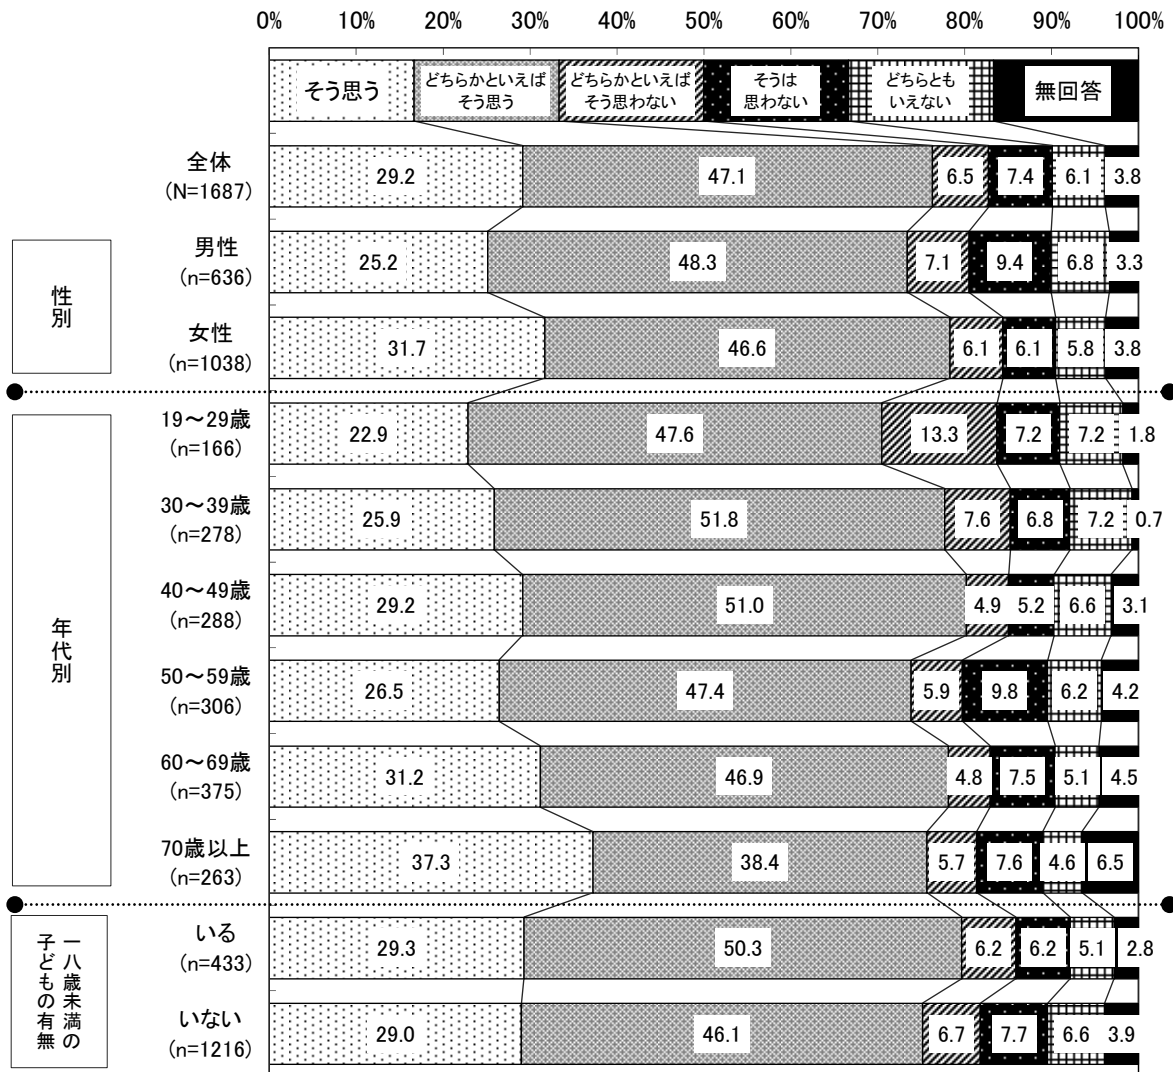 0% 10% 20% 30% 40% 50% 60% 70% 80% 90% 100%
そう思う
どちらかといえば
そう思う
どちらかといえば
そう思わない
そうは
思わない
どちらとも
いえない
無回答
全体
(N=1687)
29.2 47.1 6.5 7.4 6.1 3.8
性別
男性
(n=636)
25.2 48.3 7.1 9.4 6.8 3.3
女性
(n=1038)
31.7 46.6 6.1 6.1 5.8 3.8
年代別
19～29歳
(n=166)
22.9 47.6 13.3 7.2 7.2 1.8
30～39歳
(n=278)
25.9 51.8 7.6 6.8 7.2 0.7
40～49歳
(n=288)
29.2 51.0 4.9 5.2 6.6 3.1
50～59歳
(n=306)
26.5 47.4 5.9 9.8 6.2 4.2
60～69歳
(n=375)
31.2 46.9 4.8 7.5 5.1 4.5
70歳以上
(n=263)
37.3 38.4 5.7 7.6 4.6 6.5
一八歳未満の
子どもの有無
いる
(n=433)
29.3 50.3 6.2 6.2 5.1 2.8
いない
(n=1216)
29.0 46.1 6.7 7.7 6.6 3.9